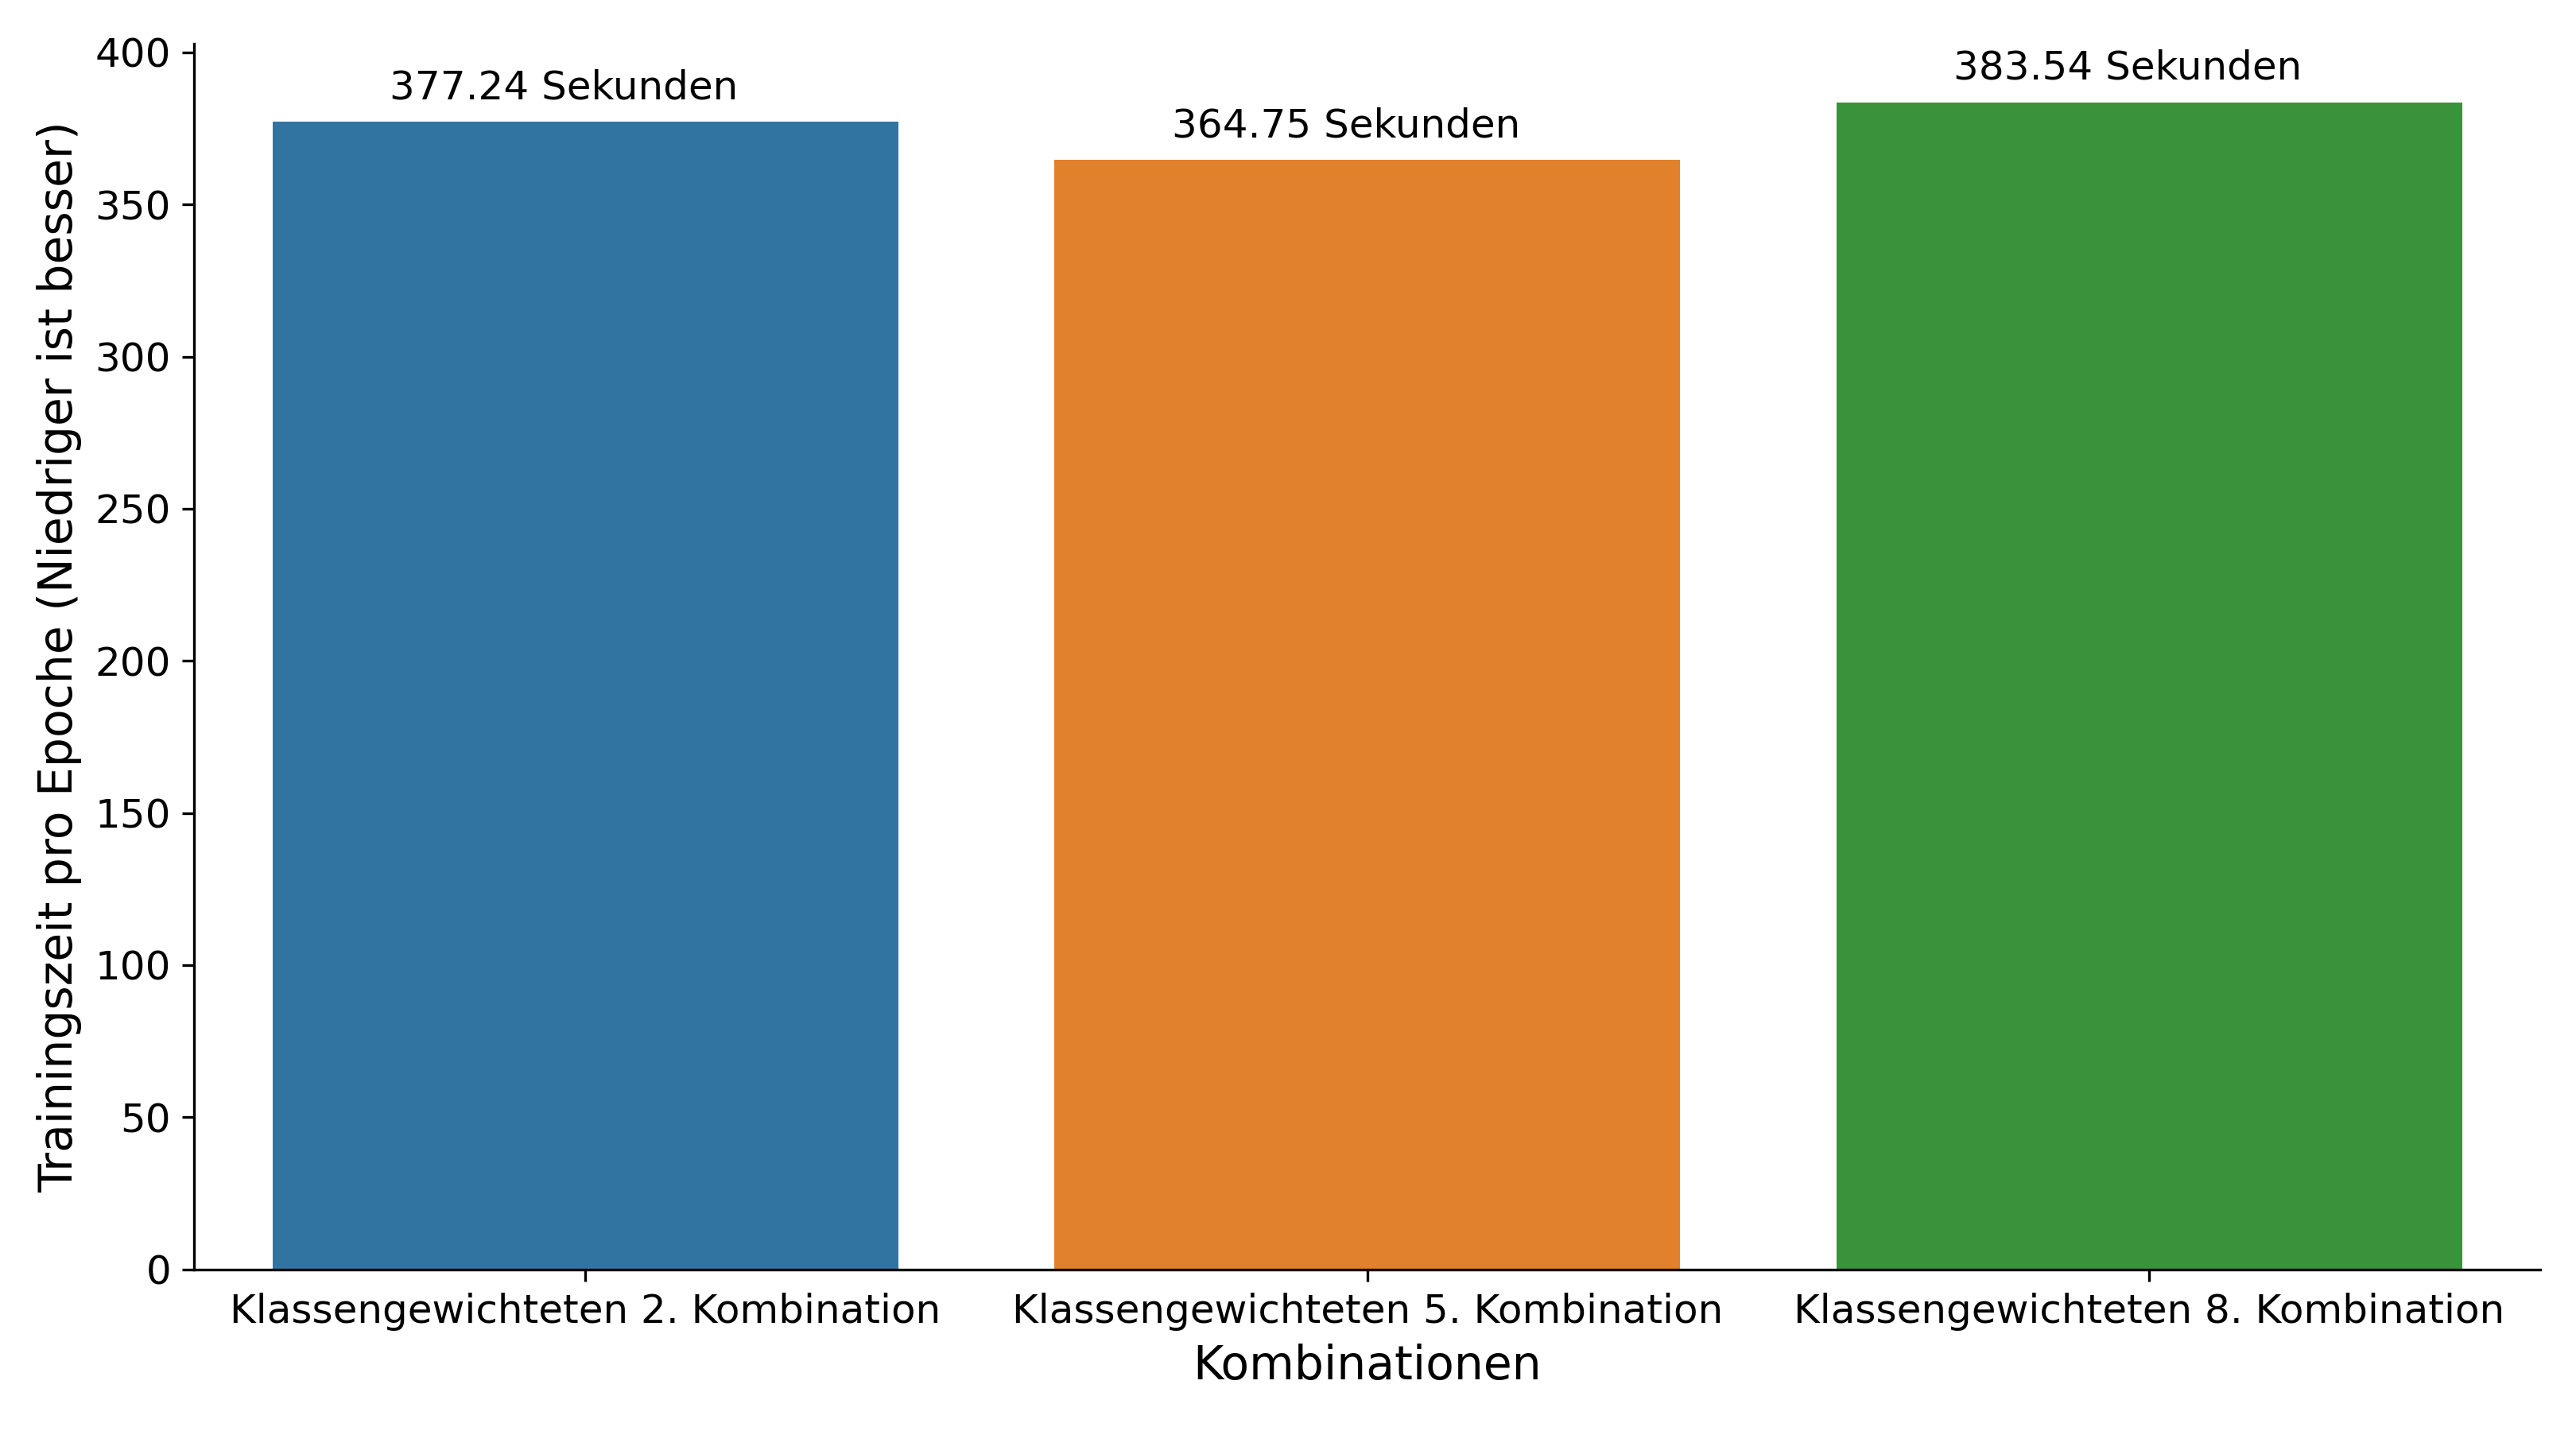 Trainingszeit pro Epoche (Niedriger ist besser)
400
350
300
250
200
150
100
50
0
377.24 Sekunden
364.75 Sekunden
383.54 Sekunden
Klassengewichteten 2. Kombination
Klassengewichteten 5. Kombination
Klassengewichteten 8. Kombination
Kombinationen